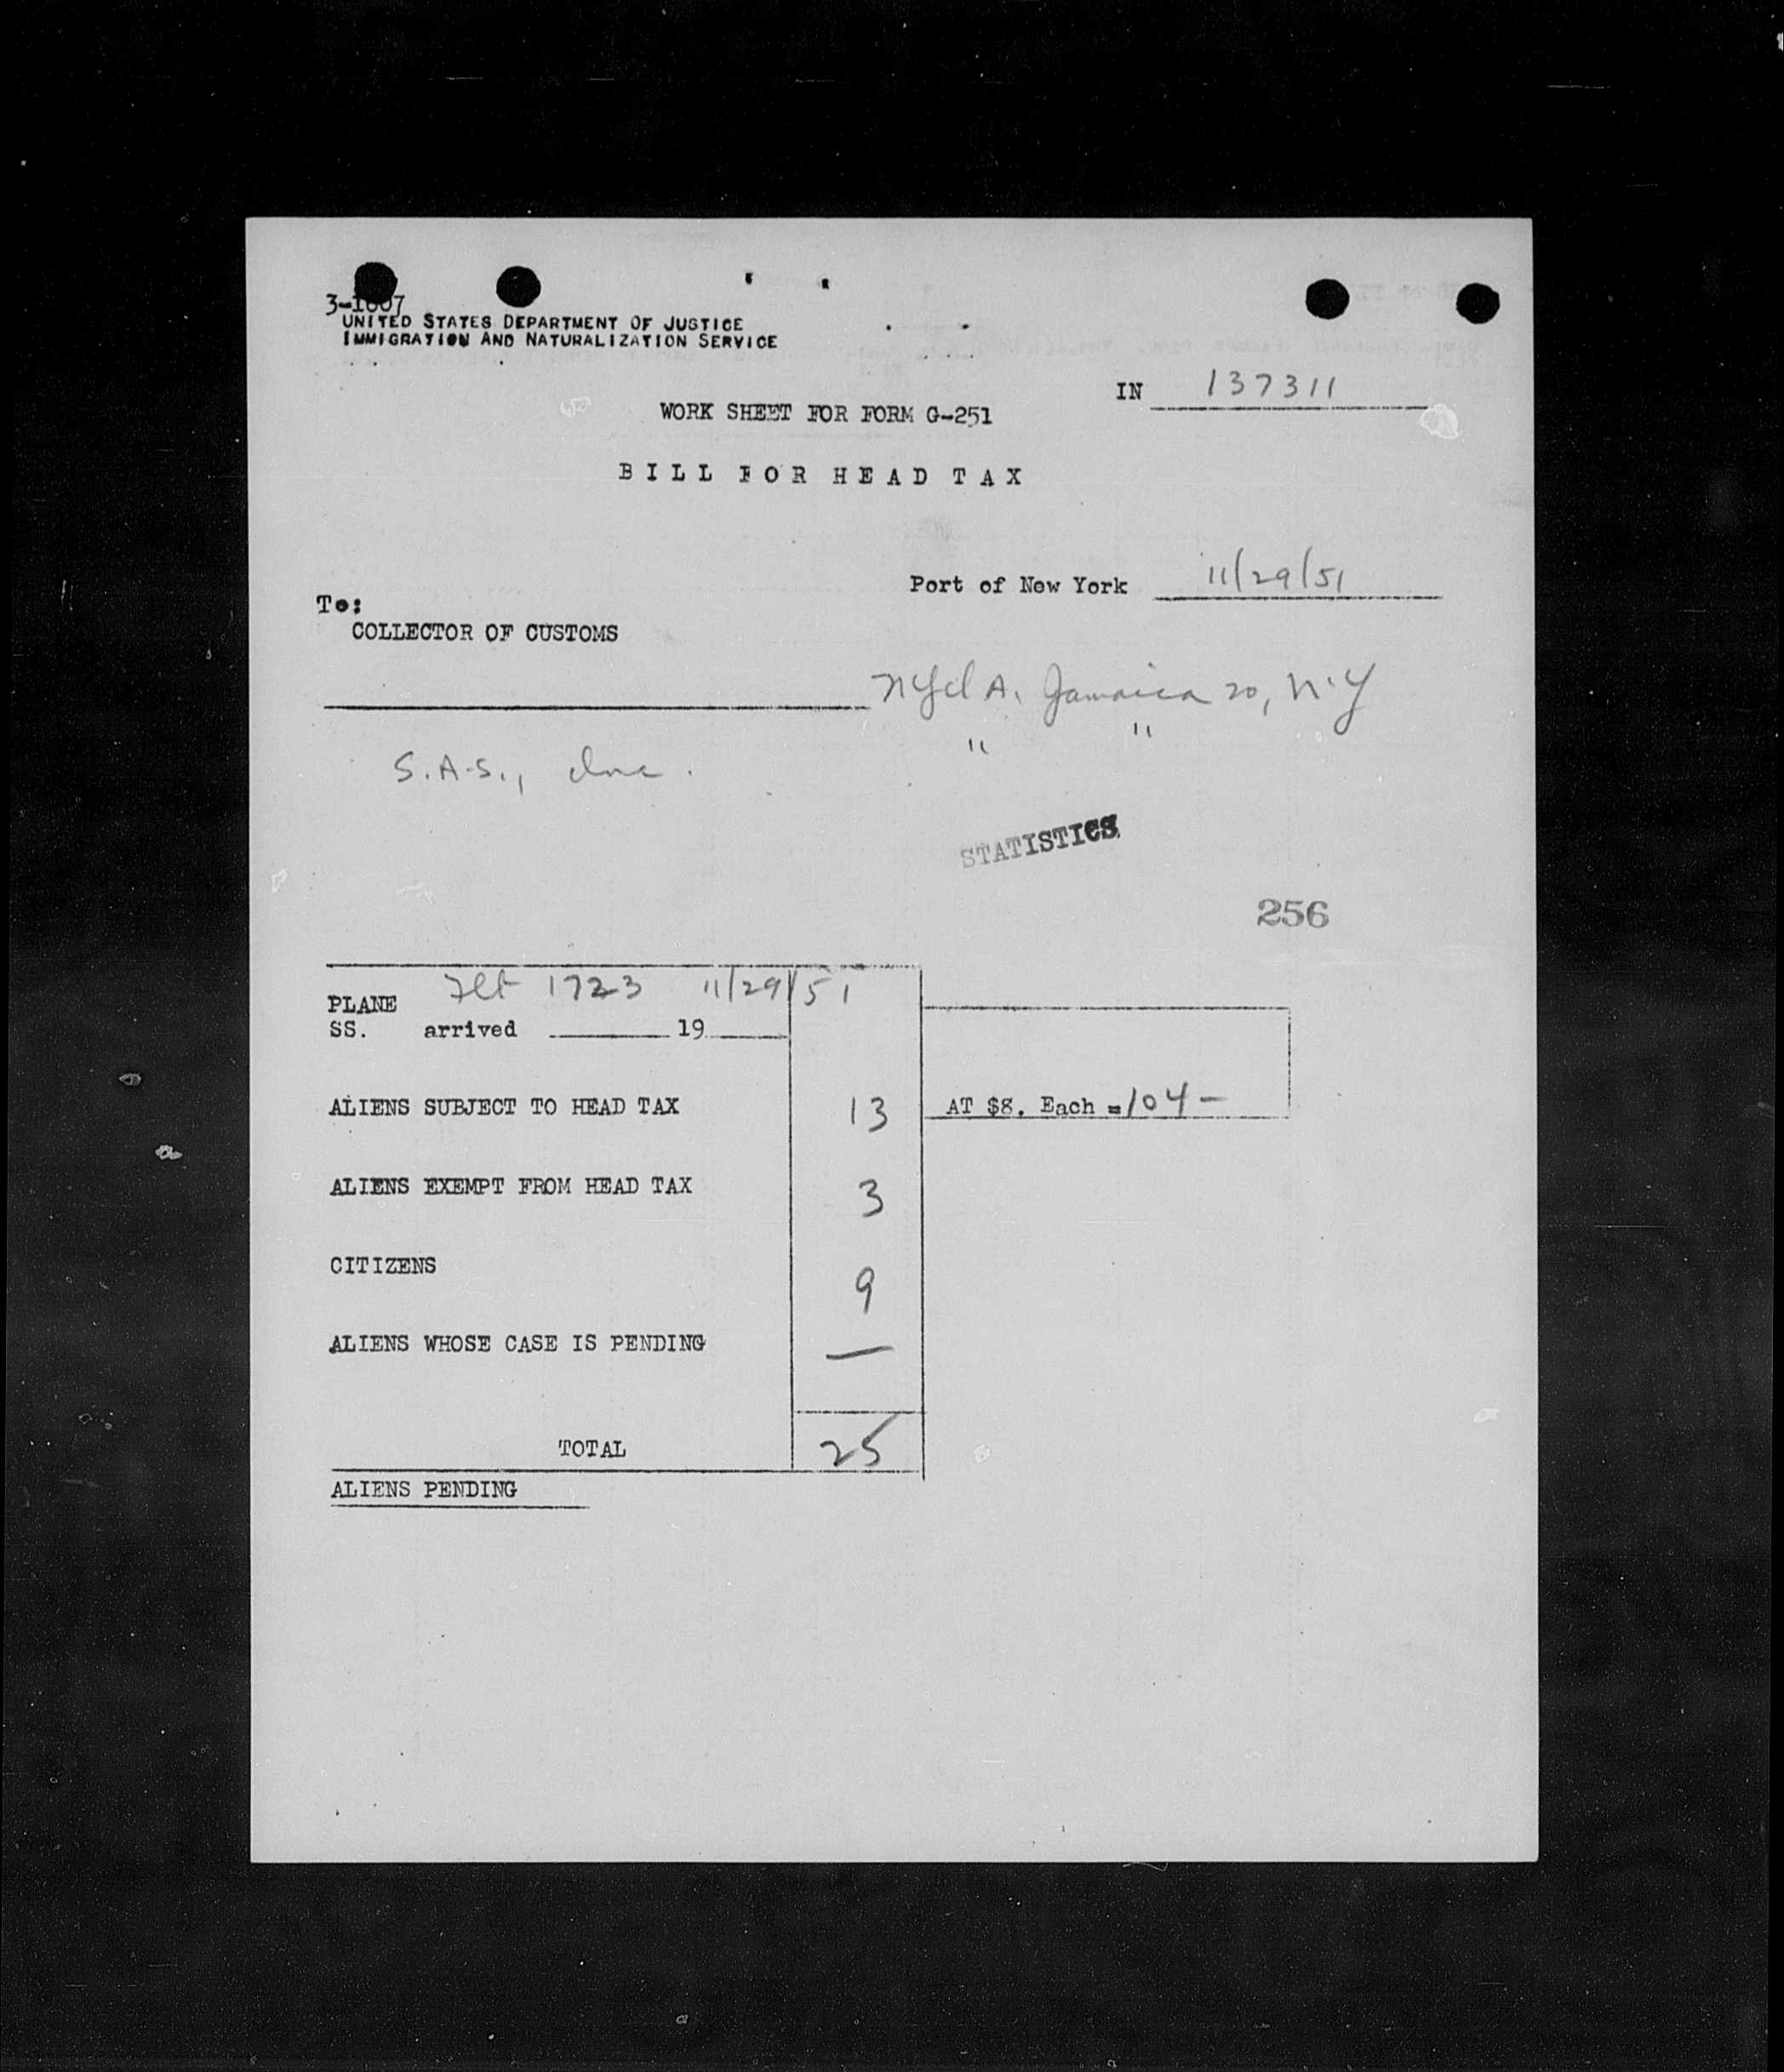 3-1607
UNITED STATES DEPARTMENT OF JUSTICE
IMMIGRATION AND NATURALIZATION SERVICE
IN 137311
WORK SHEET FOR FORM G-251
BILL FOR HEAD TAX
Port of New York 11/29/51
To:
COLLECTOR OF CUSTOMS
Jamaica 20, N.Y
" "
S.A.S., Inc.
STATISTICS
256
PLANE Flt 1723 11/29/51
SS. arrived 19
ALIENS SUBJECT TO HEAD TAX 13 AT $8. Each = 104 -
ALIENS EXEMPT FROM HEAD TAX 3
CITIZENS 9
ALIENS WHOSE CASE IS PENDING —
TOTAL 25
ALIENS PENDING